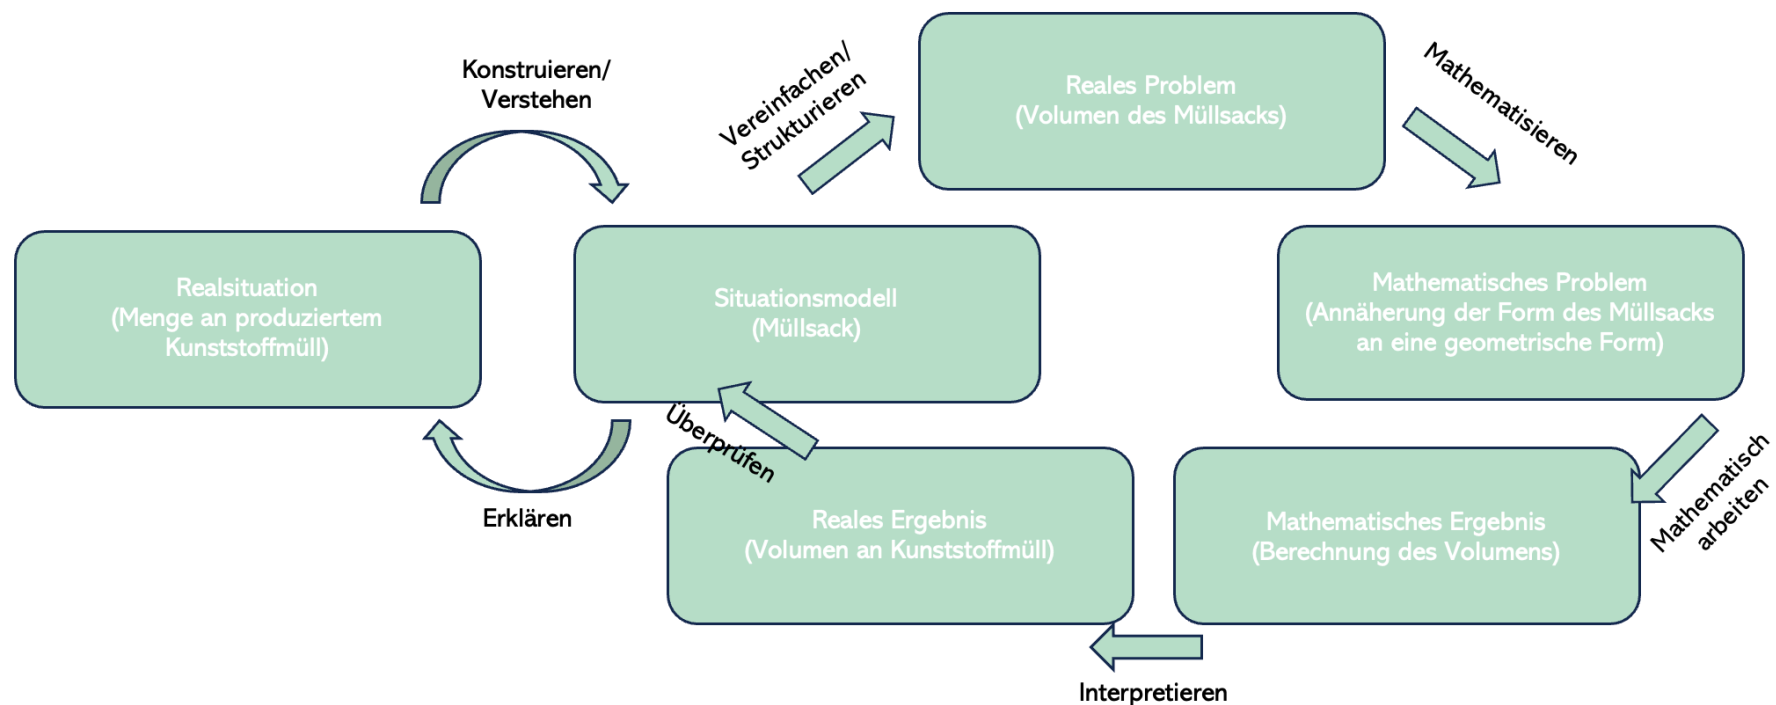 Konstruieren/
Verstehen
Vereinfachen/
Strukturieren
Reales Problem
(Volumen des Müllsacks)
Mathematisieren
Realsituation
(Menge an produziertem
Kunststoffmüll)
Situationsmodell
(Müllsack)
Mathematisches Problem
(Annäherung der Form des Müllsacks
an eine geometrische Form)
Überprüfen
Erklären
Reales Ergebnis
(Volumen an Kunststoffmüll)
Mathematisches Ergebnis
(Berechnung des Volumens)
Mathematisch
arbeiten
Interpretieren